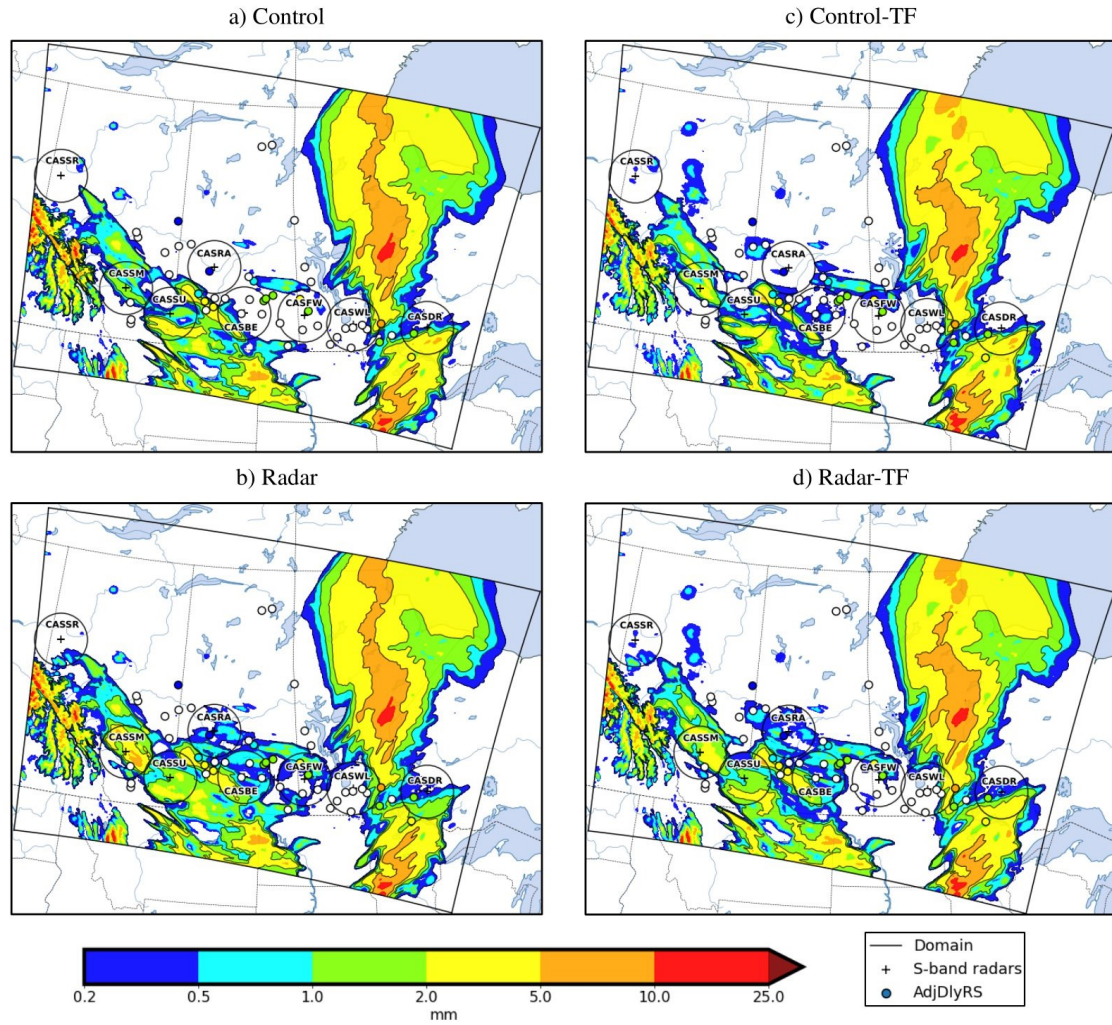 a) Control
c) Control-TF
CASSR
CASRA
CASSM
CASSU
CASFW
CASBE
CASWL
CASDR
CASSR
CASRA
CASSM
CASSU
CASFW
CASBE
CASWL
CASDR
b) Radar
d) Radar-TF
CASSR
CASRA
CASSM
CASSU
CASFW
CASBE
CASWL
CASDR
CASSR
CASRA
CASSM
CASSU
CASFW
CASBE
CASWL
CASDR
0.2 0.5 1.0 2.0 5.0 10.0 25.0
mm
Domain
S-band radars
AdjDlyRS